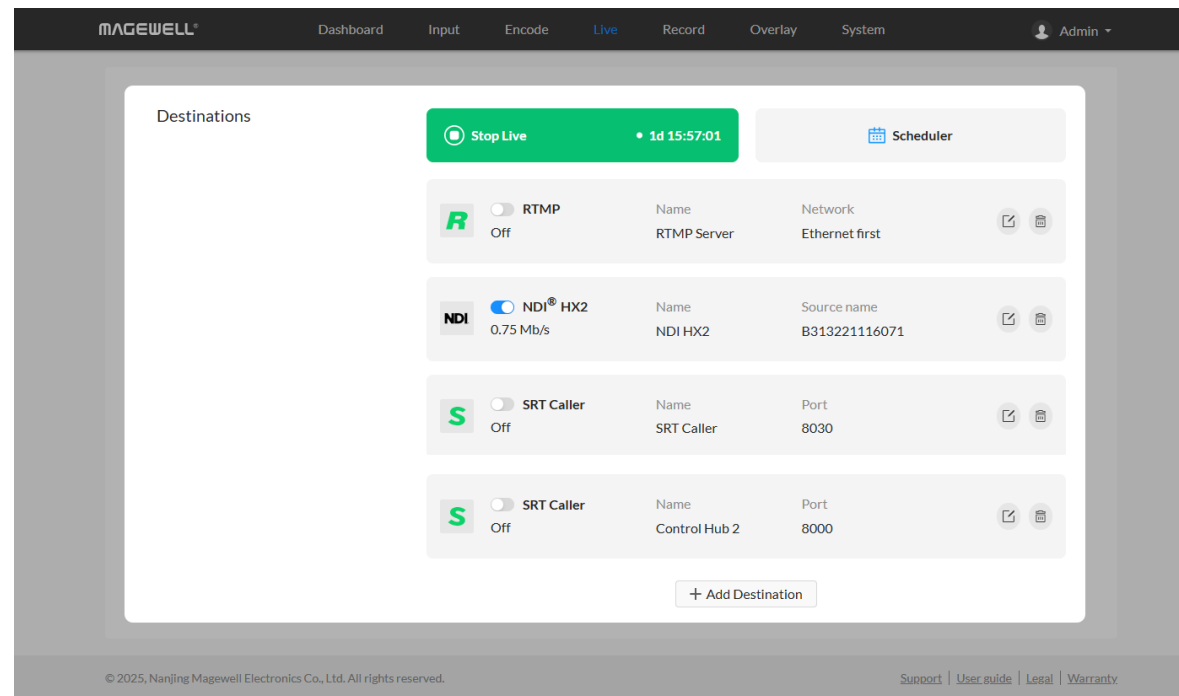 MAGEWELL® Dashboard Input Encode Live Record Overlay System Admin
Destinations
Stop Live 1d 15:57:01 Scheduler
R RTMP Name Network
Off RTMP Server Ethernet first
NDI NDI® HX2 Name Source name
0.75 Mb/s NDI HX2 B313221116071
S SRT Caller Name Port
Off SRT Caller 8030
S SRT Caller Name Port
Off Control Hub 2 8000
+ Add Destination
© 2025, Nanjing Magewell Electronics Co., Ltd. All rights reserved. Support | User guide | Legal | Warranty